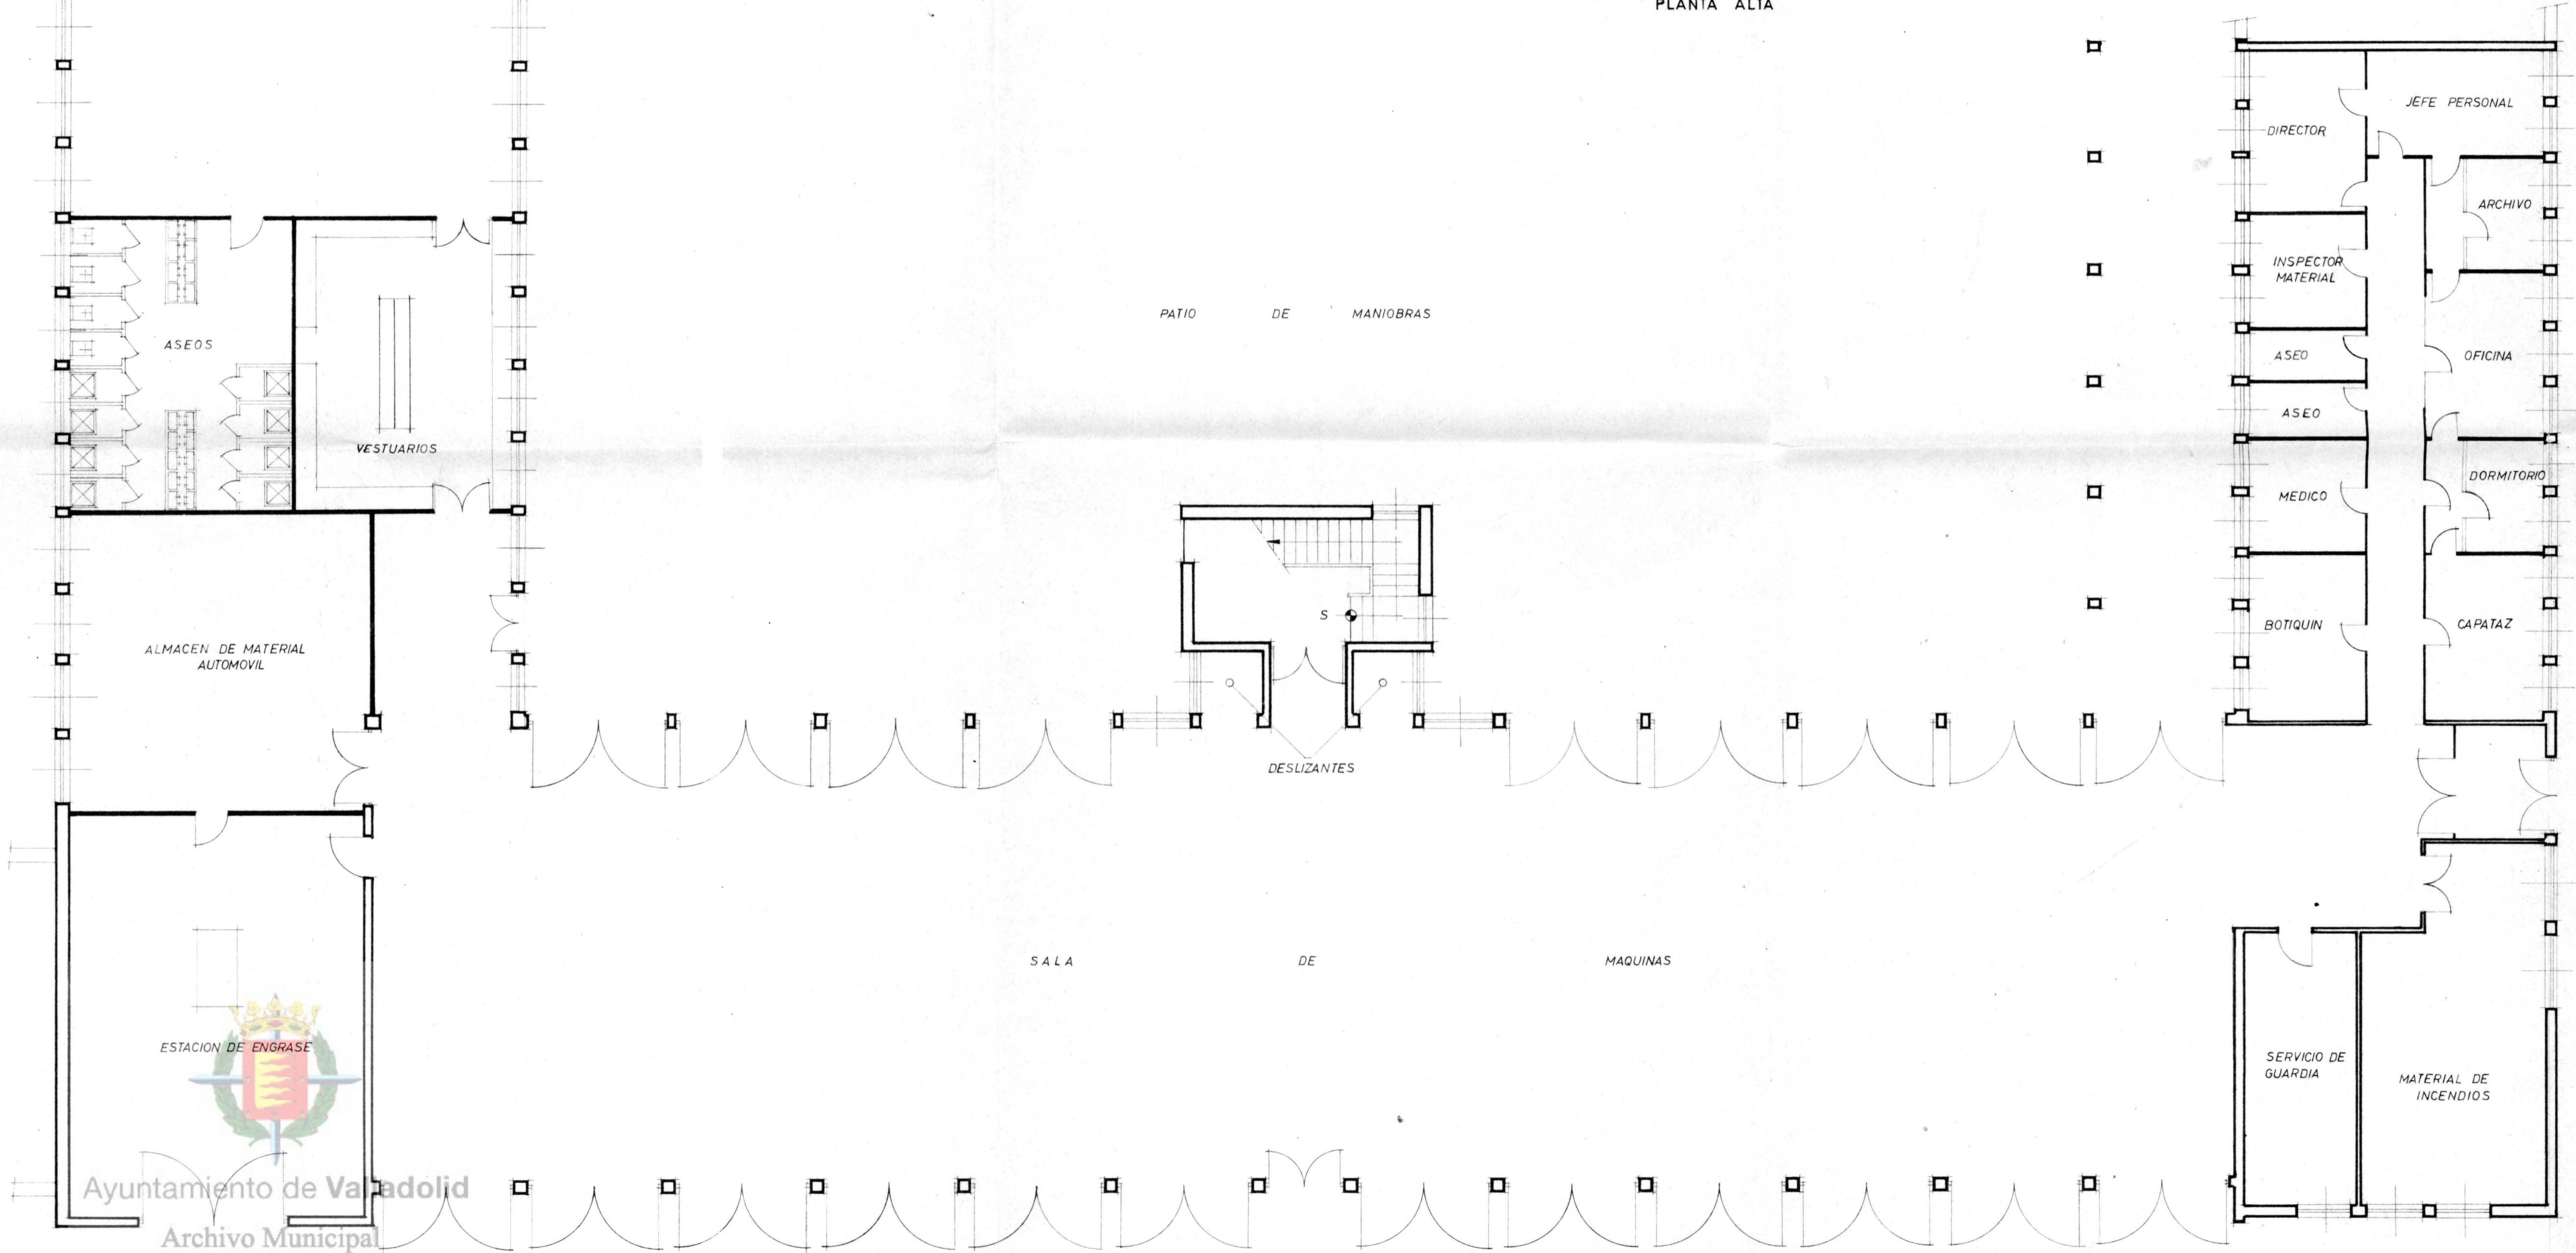 PLANTA ALTA
JEFE PERSONAL
DIRECTOR
ARCHIVO
INSPECTOR
MATERIAL
PATIO DE MANIOBRAS
ASEOS
ASEO
OFICINA
ASEO
VESTUARIOS
DORMITORIO
MEDICO
S
BOTIQUIN
CAPATAZ
ALMACEN DE MATERIAL
AUTOMOVIL
DESLIZANTES
SALA DE MAQUINAS
ESTACION DE ENGRASE
SERVICIO DE
GUARDIA
MATERIAL DE
INCENDIOS
Ayuntamiento de Valladolid
Archivo Municipal